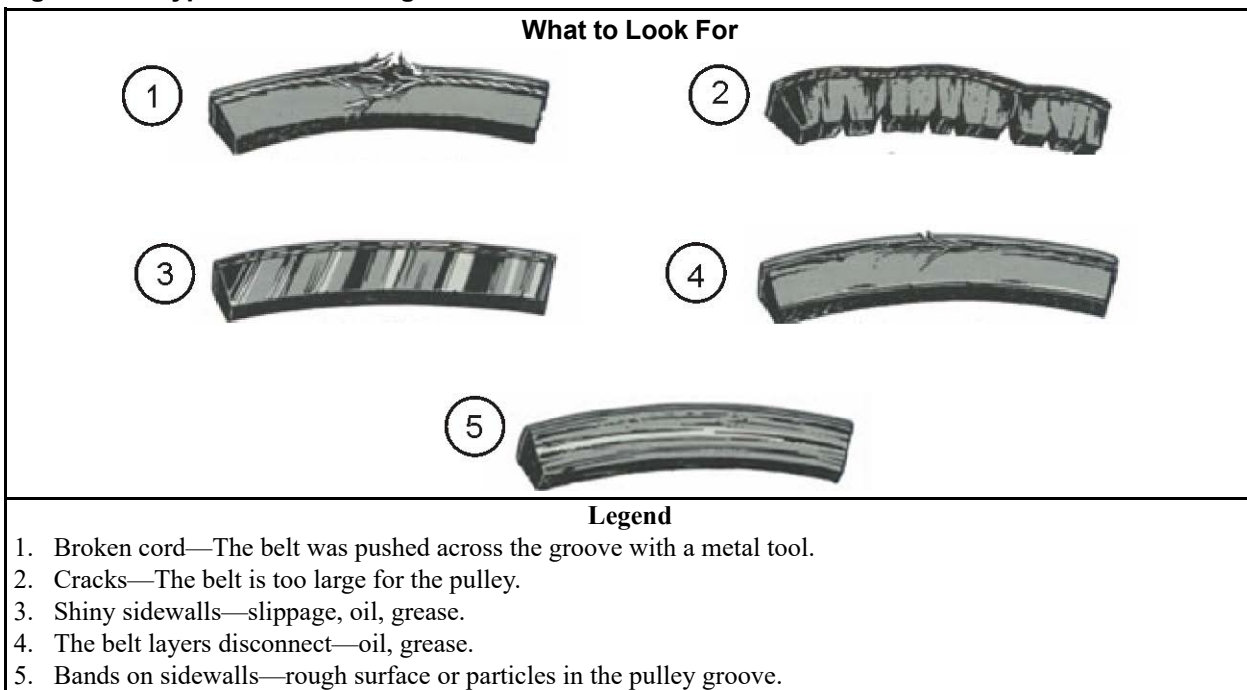 What to Look For
1
2
3
4
5
Legend
1. Broken cord—The belt was pushed across the groove with a metal tool.
2. Cracks—The belt is too large for the pulley.
3. Shiny sidewalls—slippage, oil, grease.
4. The belt layers disconnect—oil, grease.
5. Bands on sidewalls—rough surface or particles in the pulley groove.